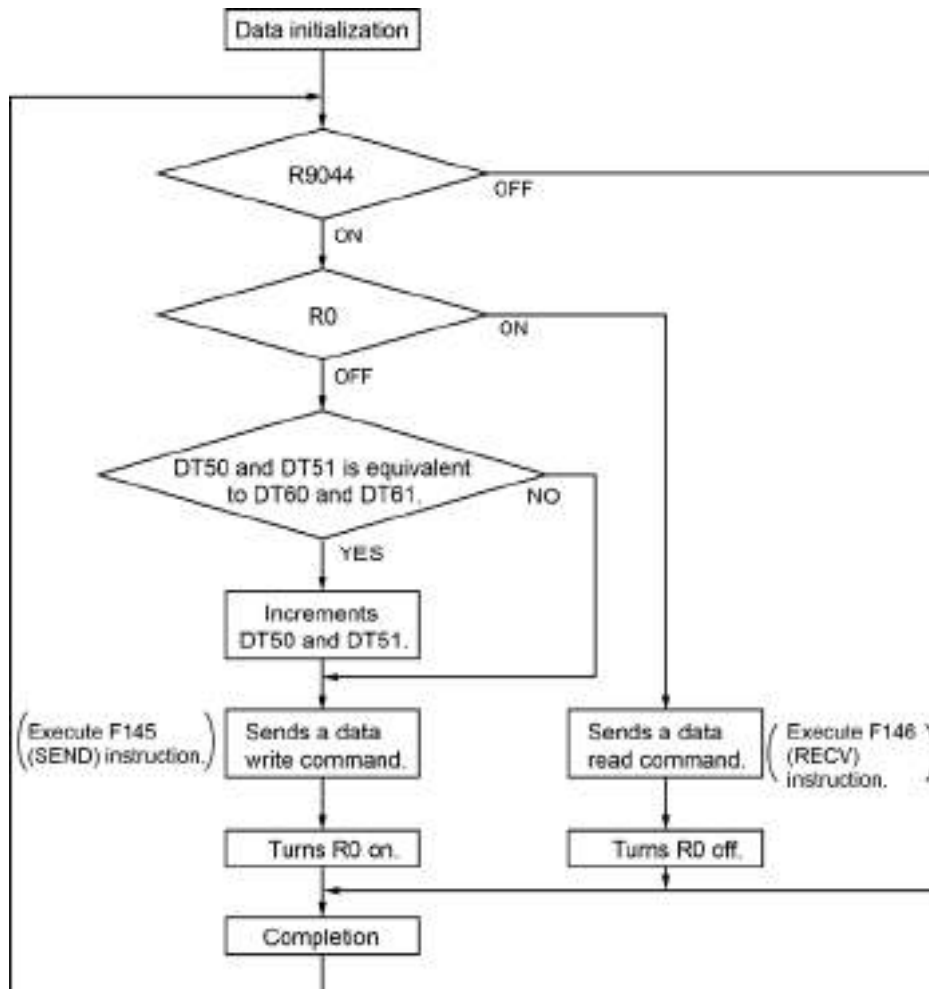 Data initialization
R9044
OFF
ON
R0
ON
OFF
DT50 and DT51 is equivalent
to DT60 and DT61.
NO
YES
Increments
DT50 and DT51.
(Execute F145
(SEND) instruction.)
Sends a data
write command.
Sends a data
read command.
(Execute F146
(RECV)
instruction.
Turns R0 on.
Turns R0 off.
Completion